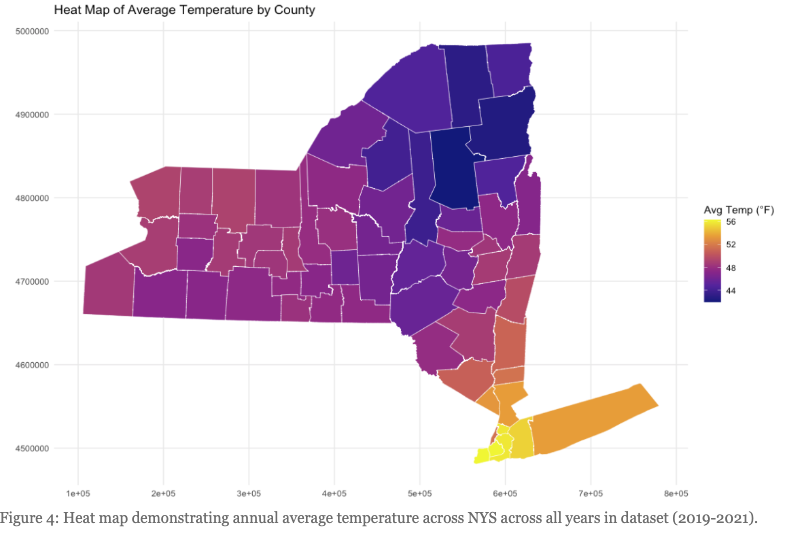 Heat Map of Average Temperature by County
5000000
4900000
4800000
4700000
4600000
4500000
Avg Temp (°F)
56
52
48
44
1e+05 2e+05 3e+05 4e+05 5e+05 6e+05 7e+05 8e+05
Figure 4: Heat map demonstrating annual average temperature across NYS across all years in dataset (2019-2021).